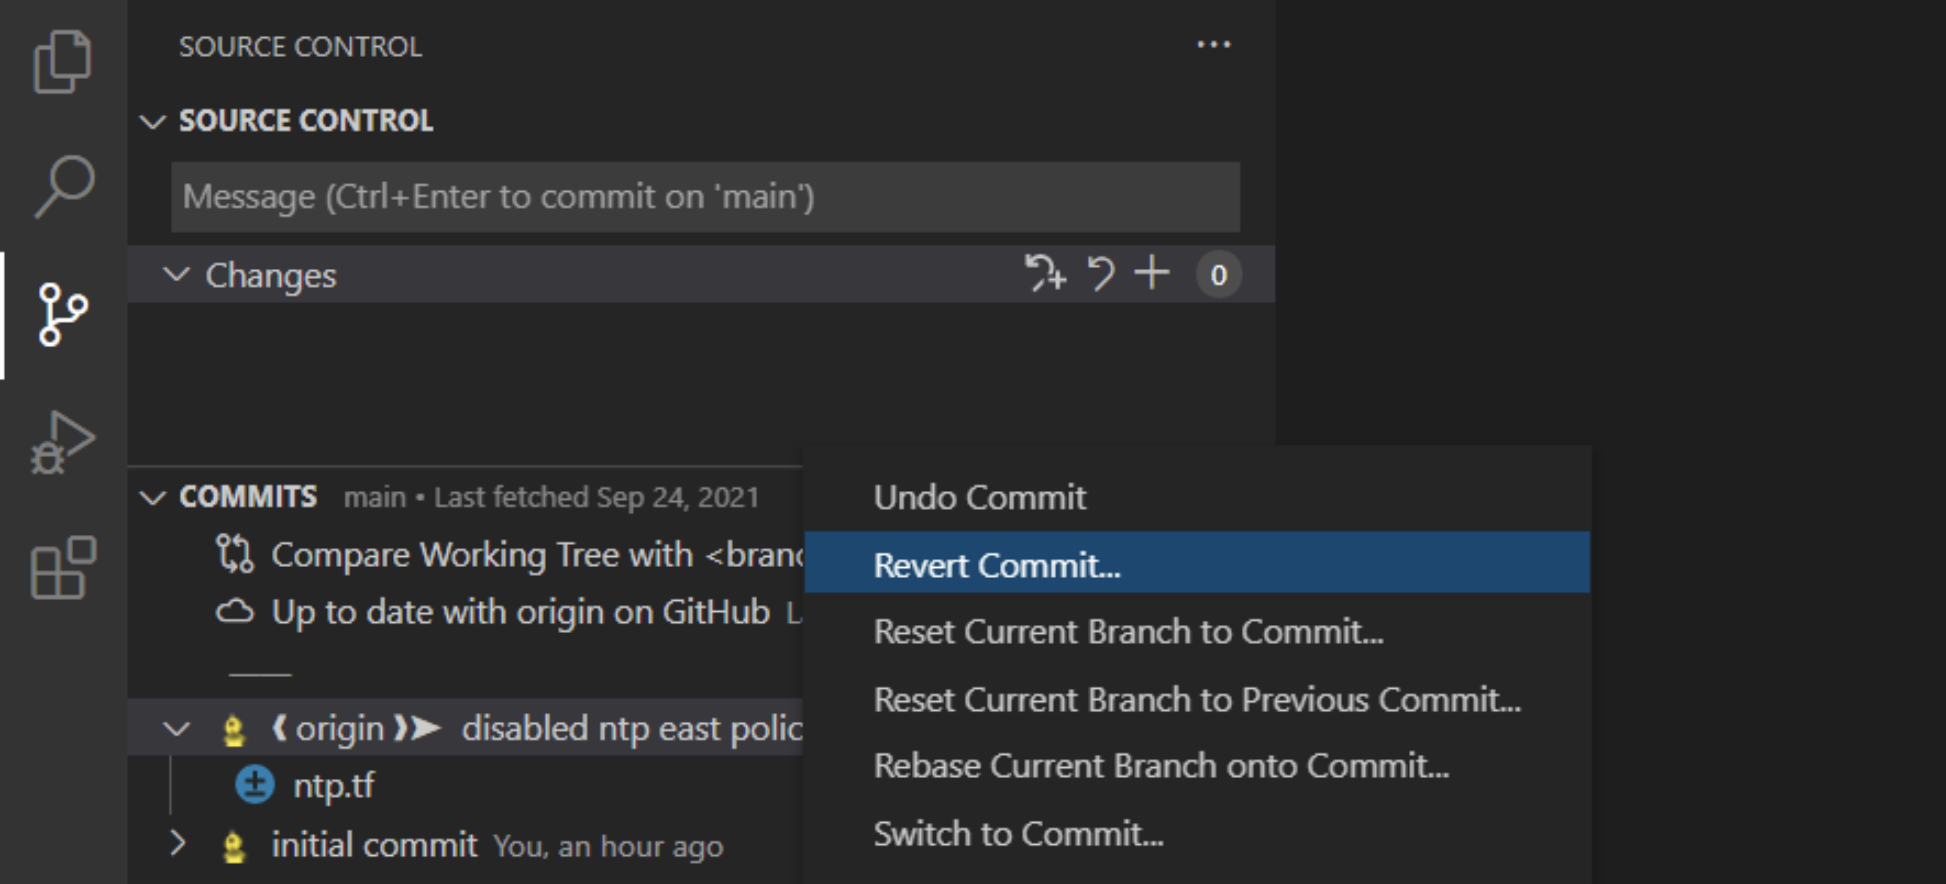 SOURCE CONTROL
SOURCE CONTROL
Message (Ctrl+Enter to commit on 'main')
Changes 0
COMMITS main • Last fetched Sep 24, 2021
Compare Working Tree with
Up to date with origin on GitHub
origin disabled ntp east
ntp.tf
initial commit You, an hour ago
Undo Commit
Revert Commit...
Reset Current Branch to Commit...
Reset Current Branch to Previous Commit...
Rebase Current Branch onto Commit...
Switch to Commit...